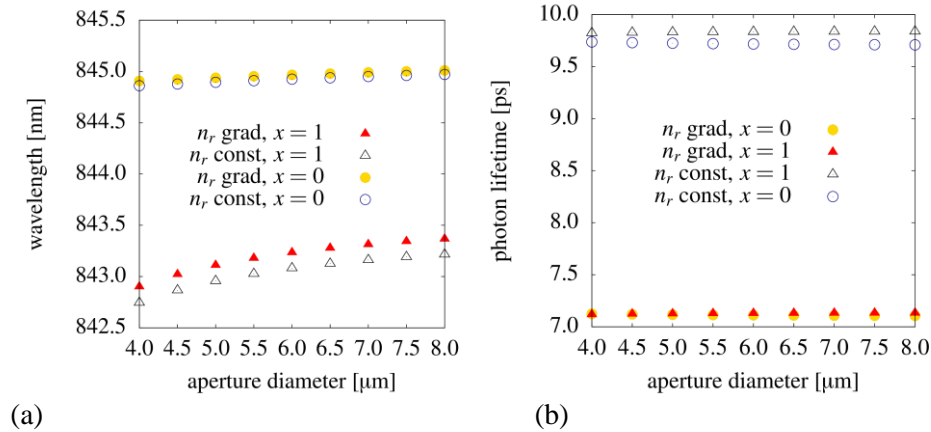 845.5
845.0
844.5
844.0
843.5
843.0
842.5
wavelength [nm]
n_r grad, x = 1
n_r const, x = 1
n_r grad, x = 0
n_r const, x = 0
4.0 4.5 5.0 5.5 6.0 6.5 7.0 7.5 8.0
aperture diameter [μm]
(a)
10.0
9.5
9.0
8.5
8.0
7.5
7.0
photon lifetime [ps]
n_r grad, x = 0
n_r grad, x = 1
n_r const, x = 1
n_r const, x = 0
4.0 4.5 5.0 5.5 6.0 6.5 7.0 7.5 8.0
aperture diameter [μm]
(b)